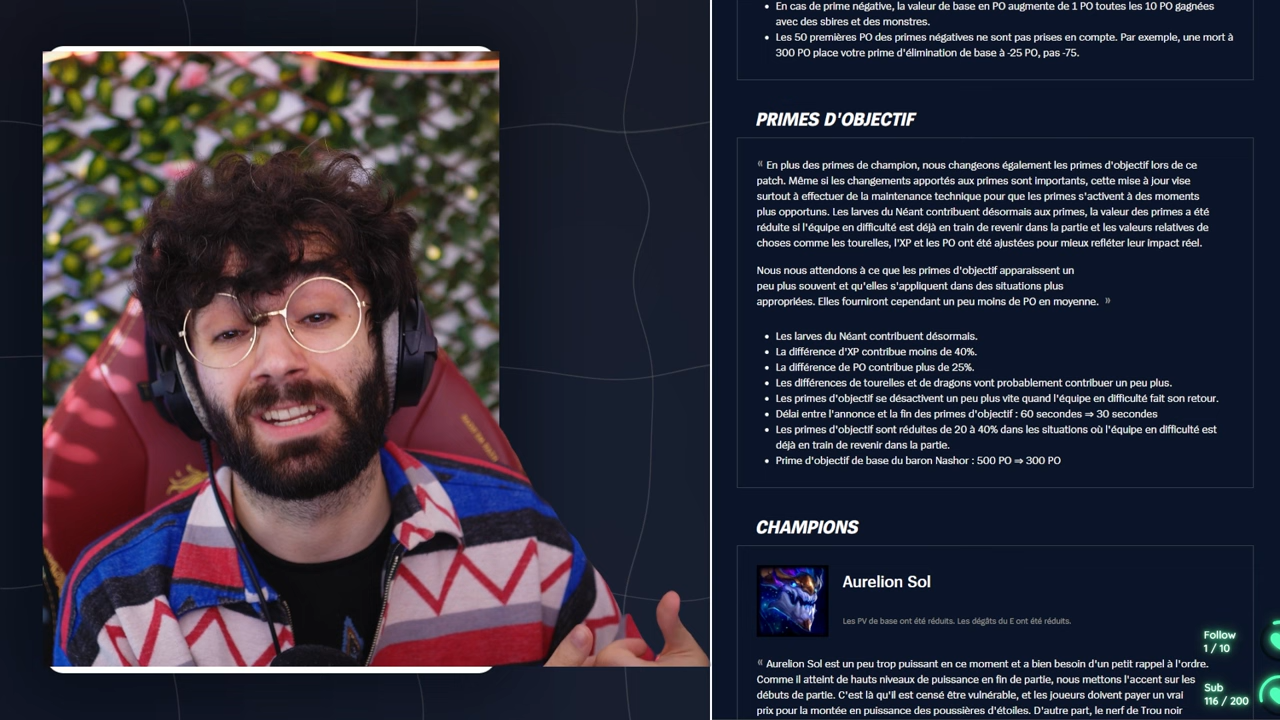 En cas de prime négative, la valeur de base en PO augmente de 1 PO toutes les 10 PO gagnées
avec des sbires et des monstres.
Les 50 premières PO des primes négatives ne sont pas prises en compte. Par exemple, une mort à
300 PO place votre prime d'élimination de base à -25 PO, pas -75.
PRIMES D'OBJECTIF
« En plus des primes de champion, nous changeons également les primes d'objectif lors de ce
patch. Même si les changements apportés aux primes sont importants, cette mise à jour vise
surtout à effectuer de la maintenance technique pour que les primes s'activent à des moments
plus opportuns. Les larves du Néant contribuent désormais aux primes, la valeur des primes a été
réduite si l'équipe en difficulté est déjà en train de revenir dans la partie et les valeurs relatives de
choses comme les tourelles, l'XP et les PO ont été ajustées pour mieux refléter leur impact réel.
Nous nous attendons à ce que les primes d'objectif apparaissent un
peu plus souvent et qu'elles s'appliquent dans des situations plus
appropriées. Elles fourniront cependant un peu moins de PO en moyenne. »
Les larves du Néant contribuent désormais.
La différence d'XP contribue moins de 40%.
La différence de PO contribue plus de 25%.
Les différences de tourelles et de dragons vont probablement contribuer un peu plus.
Les primes d'objectif se désactivent un peu plus vite quand l'équipe en difficulté fait son retour.
Délai entre l'annonce et la fin des primes d'objectif : 60 secondes ⇒ 30 secondes
Les primes d'objectif sont réduites de 20 à 40% dans les situations où l'équipe en difficulté est
déjà en train de revenir dans la partie.
Prime d'objectif de base du baron Nashor : 500 PO ⇒ 300 PO
CHAMPIONS
Aurelion Sol
Les PV de base ont été réduits. Les dégâts du E ont été réduits.
« Aurelion Sol est un peu trop puissant en ce moment et a bien besoin d'un petit rappel à l'ordre.
Comme il atteint de hauts niveaux de puissance en fin de partie, nous mettons l'accent sur les
débuts de partie. C'est là qu'il est censé être vulnérable, et les joueurs doivent payer un vrai
prix pour la montée en puissance des poussières d'étoiles. D'autre part, le nerf de Trou noir
Follow
1 / 10
Sub
116 / 200